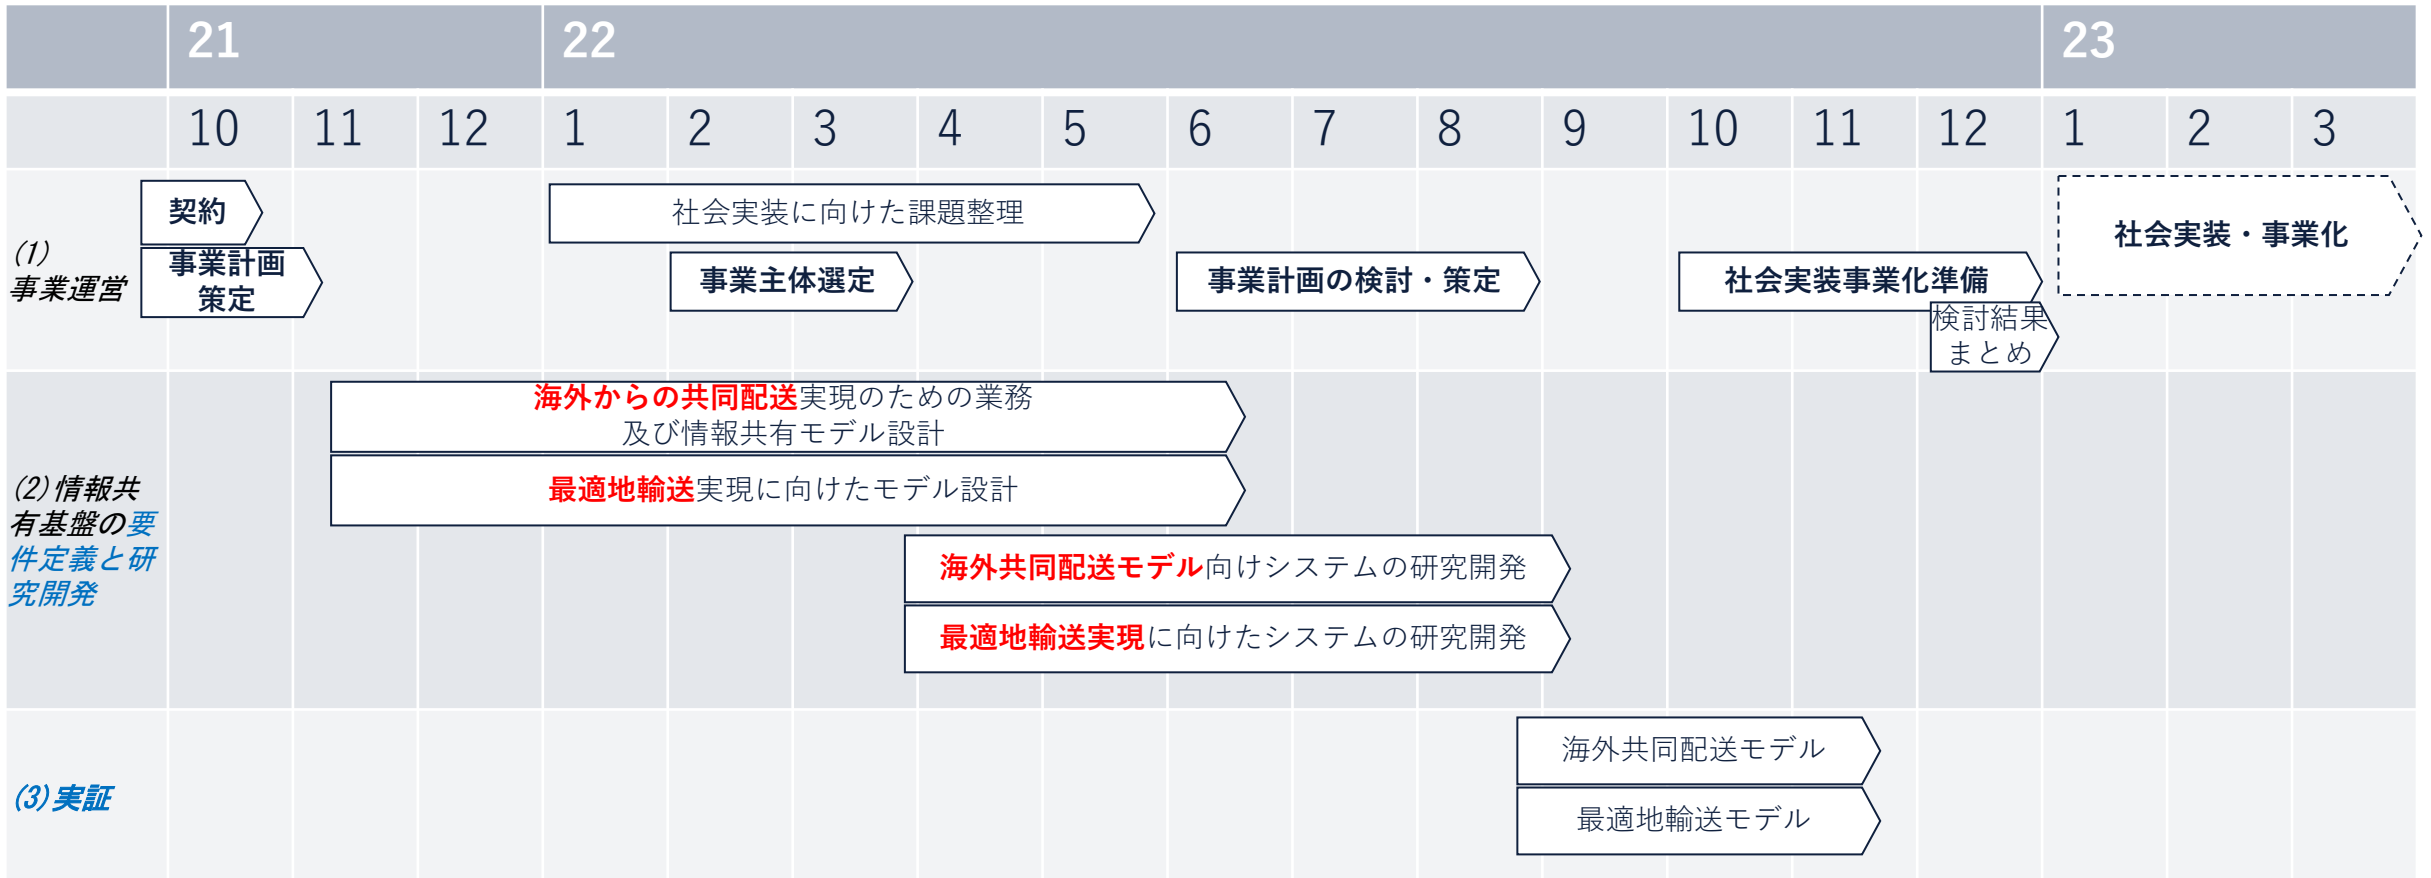 21
22
23
10
11
12
1
2
3
4
5
6
7
8
9
10
11
12
1
2
3
(1)
事業運営
契約
事業計画
策定
社会実装に向けた課題整理
事業主体選定
事業計画の検討・策定
社会実装事業化準備
検討結果
まとめ
社会実装・事業化
(2)情報共
有基盤の要
件定義と研
究開発
海外からの共同配送実現のための業務
及び情報共有モデル設計
最適地輸送実現に向けたモデル設計
海外共同配送モデル向けシステムの研究開発
最適地輸送実現に向けたシステムの研究開発
(3)実証
海外共同配送モデル
最適地輸送モデル